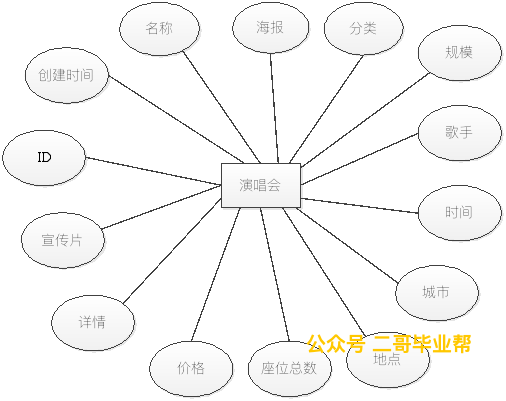 名称
海报
分类
规模
创建时间
歌手
ID
演唱会
时间
宣传片
城市
详情
公众号 二哥毕业帮
价格
座位总数
地点